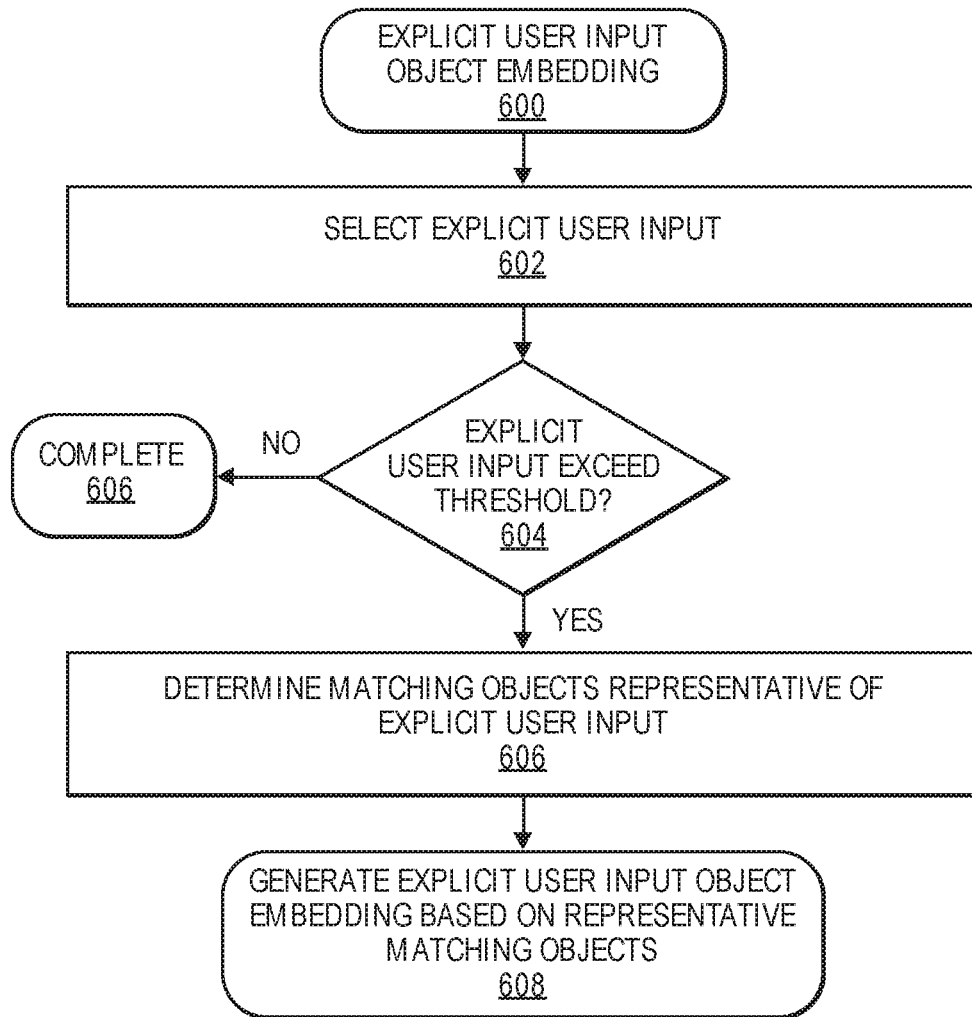 EXPLICIT USER INPUT
OBJECT EMBEDDING
600
SELECT EXPLICIT USER INPUT
602
EXPLICIT
USER INPUT EXCEED
THRESHOLD?
604
NO
COMPLETE
606
YES
DETERMINE MATCHING OBJECTS REPRESENTATIVE OF
EXPLICIT USER INPUT
606
GENERATE EXPLICIT USER INPUT OBJECT
EMBEDDING BASED ON REPRESENTATIVE
MATCHING OBJECTS
608